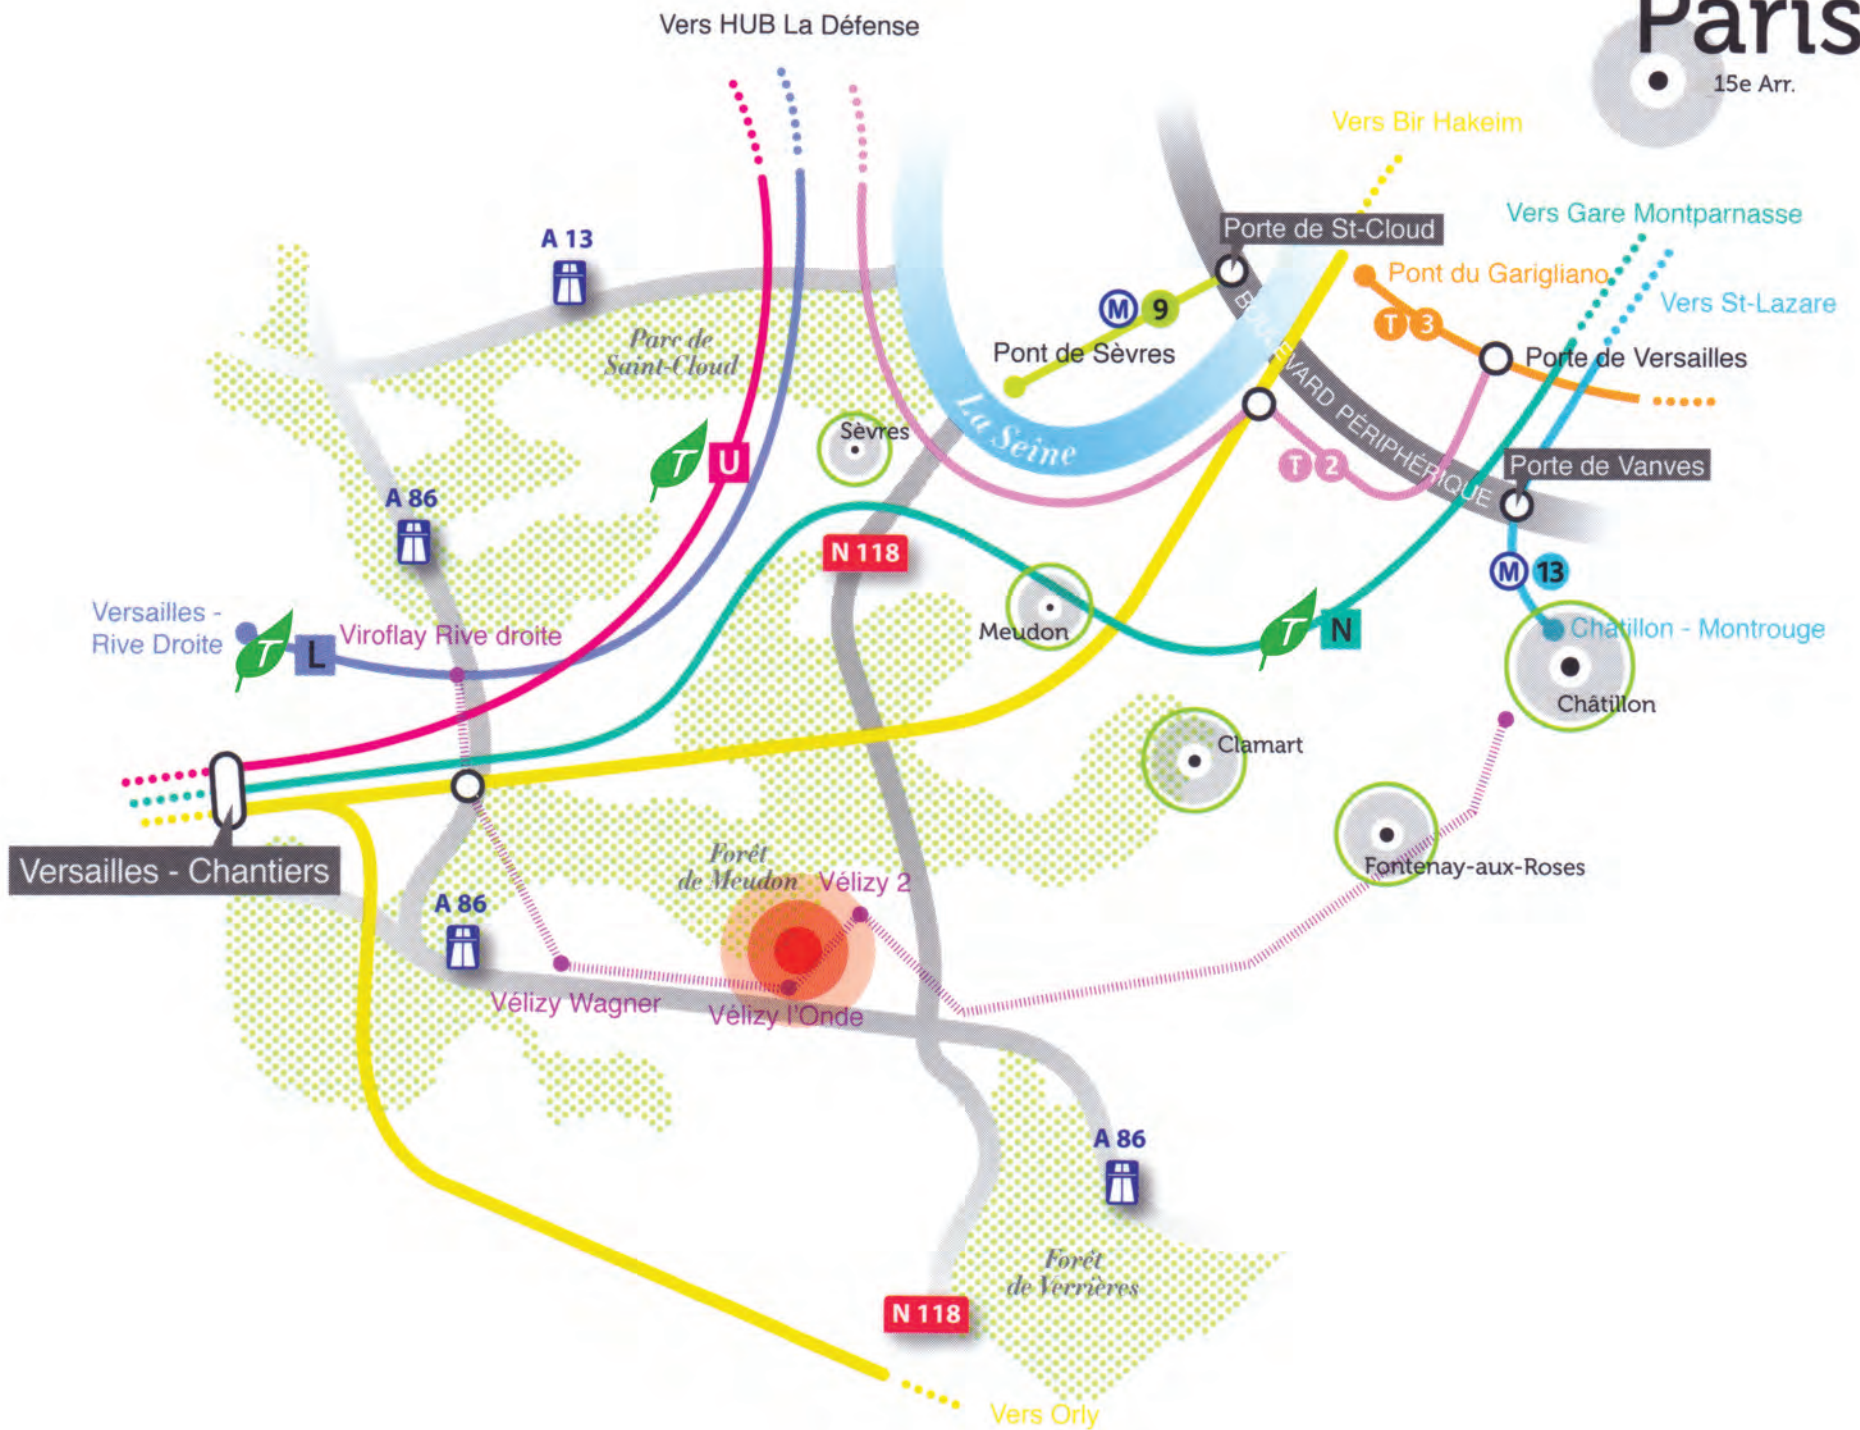 Vers HUB La Défense
Paris
15e Arr.
Vers Bir Hakeim
Vers Gare Montparnasse
A 13
Porte de St-Cloud
Pont du Garigliano
Vers St-Lazare
M 9
T 3
Parc de
Saint-Cloud
Pont de Sèvres
Porte de Versailles
BOULEVARD PÉRIPHÉRIQUE
La Seine
Sèvres
T U
T 2
Porte de Vanves
A 86
N 118
M 13
Versailles -
Rive Droite
T L
Viroflay Rive droite
Meudon
T N
Châtillon - Montrouge
Châtillon
Clamart
Versailles - Chantiers
Forêt
de Meudon
Vélizy 2
Fontenay-aux-Roses
A 86
Vélizy Wagner
Vélizy l'Onde
A 86
Forêt
de Verrières
N 118
Vers Orly